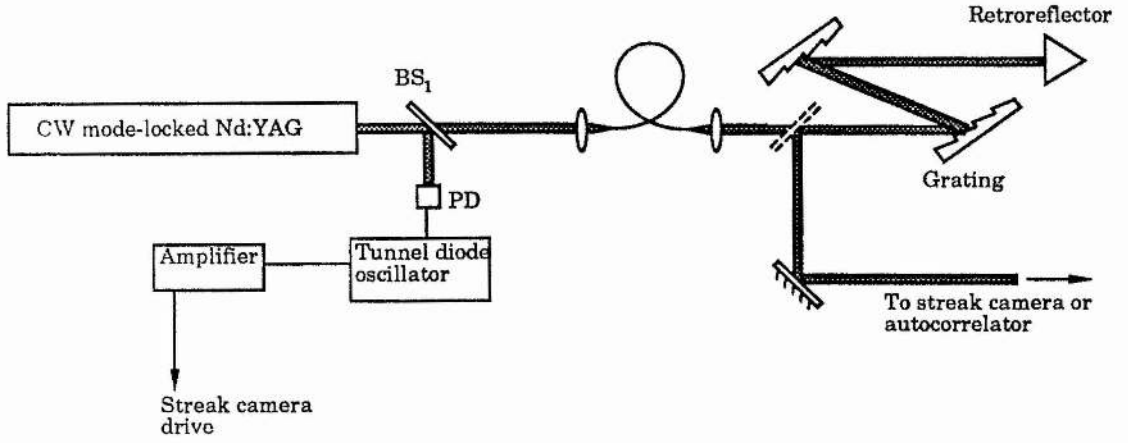 Retroreflector
BS1
CW mode-locked Nd:YAG
Grating
PD
Amplifier
Tunnel diode
oscillator
To streak camera or
autocorrelator
Streak camera
drive